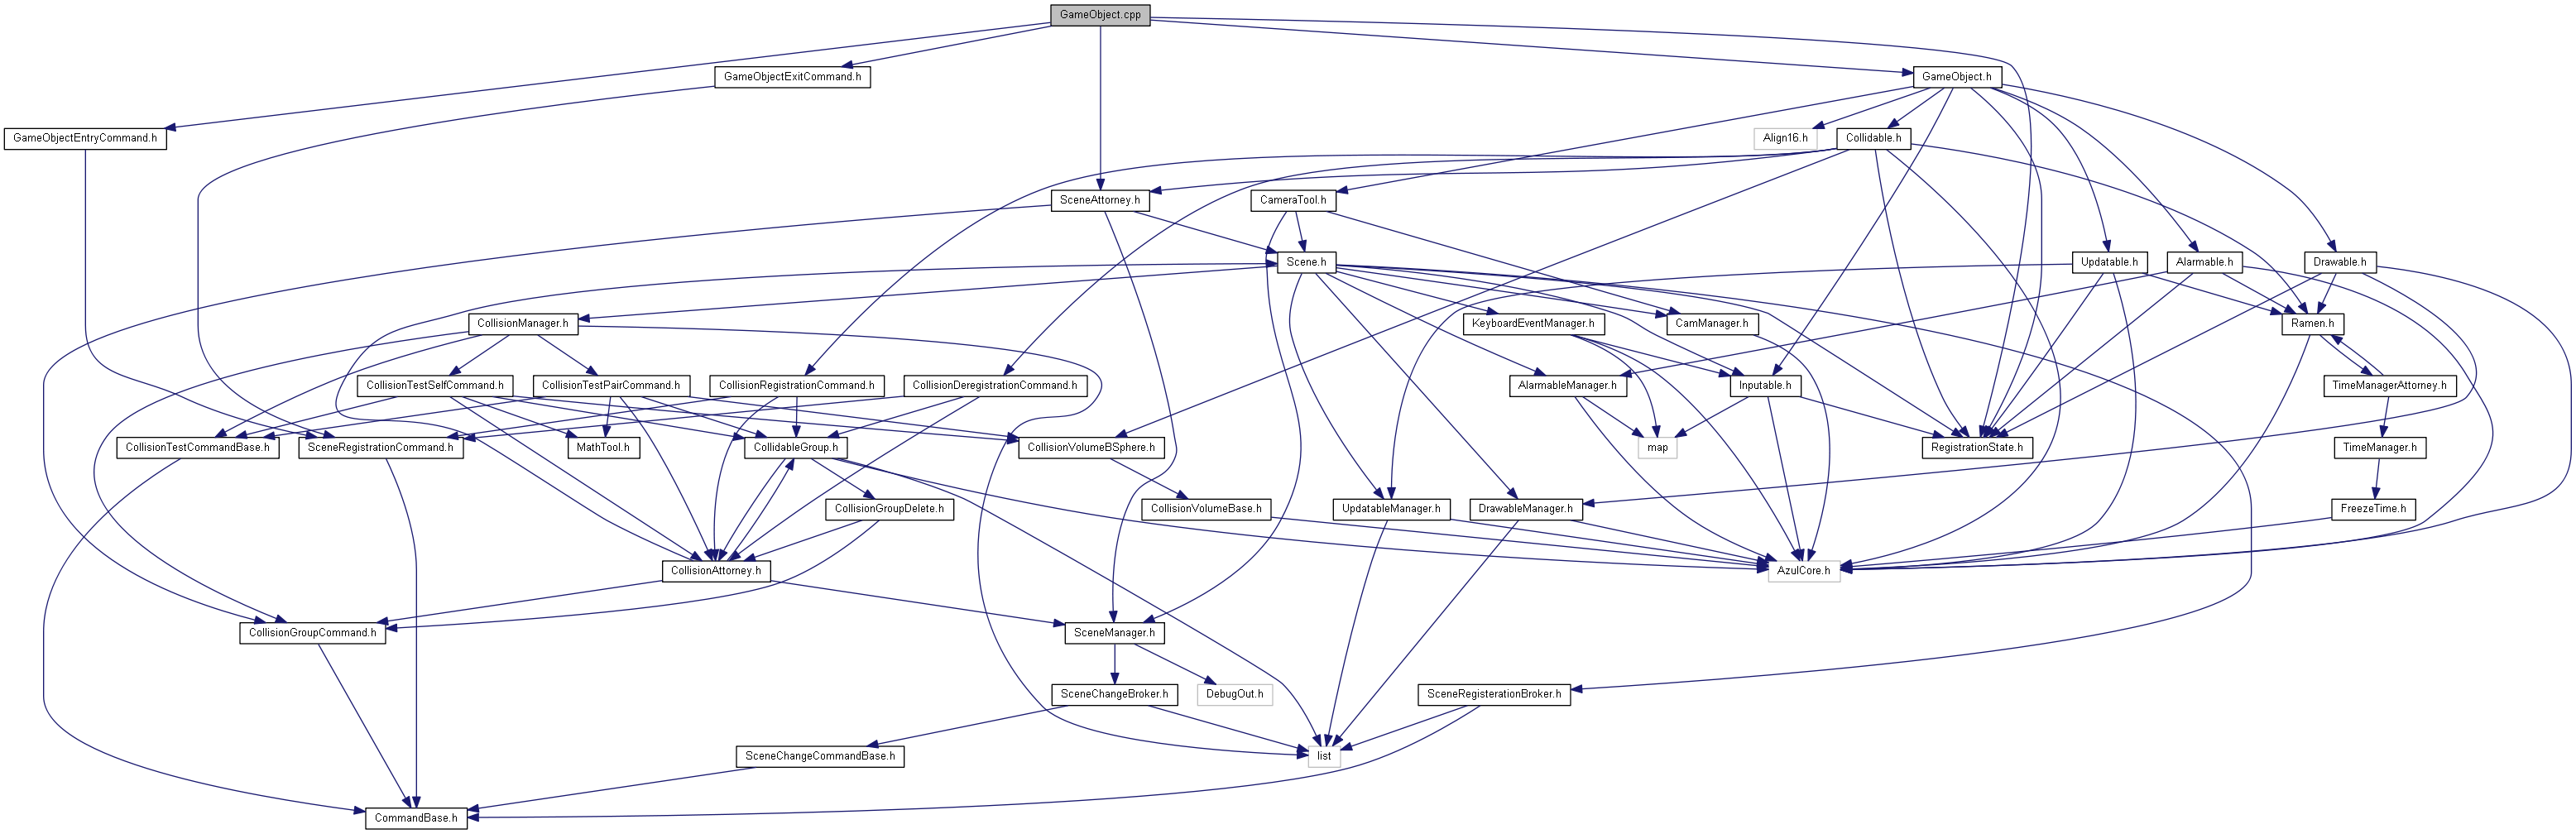 GameObject.cpp
GameObjectExitCommand.h
GameObject.h
GameObjectEntryCommand.h
Align16.h
Collidable.h
SceneAttorney.h
CameraTool.h
Scene.h
Updatable.h
Alarmable.h
Drawable.h
CollisionManager.h
KeyboardEventManager.h
CamManager.h
Ramen.h
CollisionTestSelfCommand.h
CollisionTestPairCommand.h
CollisionRegistrationCommand.h
CollisionDeregistrationCommand.h
AlarmableManager.h
Inputable.h
TimeManagerAttorney.h
CollisionTestCommandBase.h
SceneRegistrationCommand.h
MathTool.h
CollidableGroup.h
CollisionVolumeBSphere.h
map
RegistrationState.h
TimeManager.h
CollisionGroupDelete.h
CollisionVolumeBase.h
UpdatableManager.h
DrawableManager.h
FreezeTime.h
CollisionAttorney.h
AzulCore.h
CollisionGroupCommand.h
SceneManager.h
SceneChangeBroker.h
DebugOut.h
SceneRegisterationBroker.h
SceneChangeCommandBase.h
list
CommandBase.h